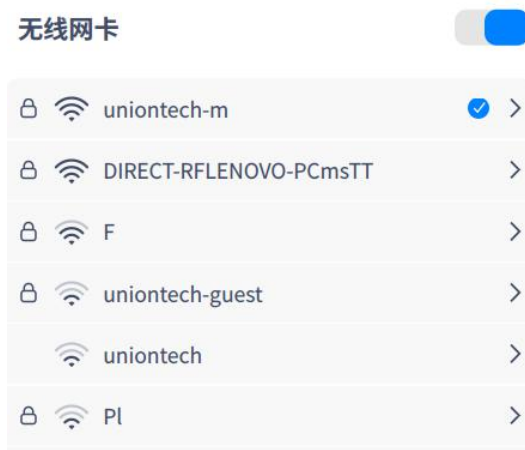 无线网卡
uniontech-m
DIRECT-RFLENOVO-PCmsTT
F
uniontech-guest
uniontech
Pl